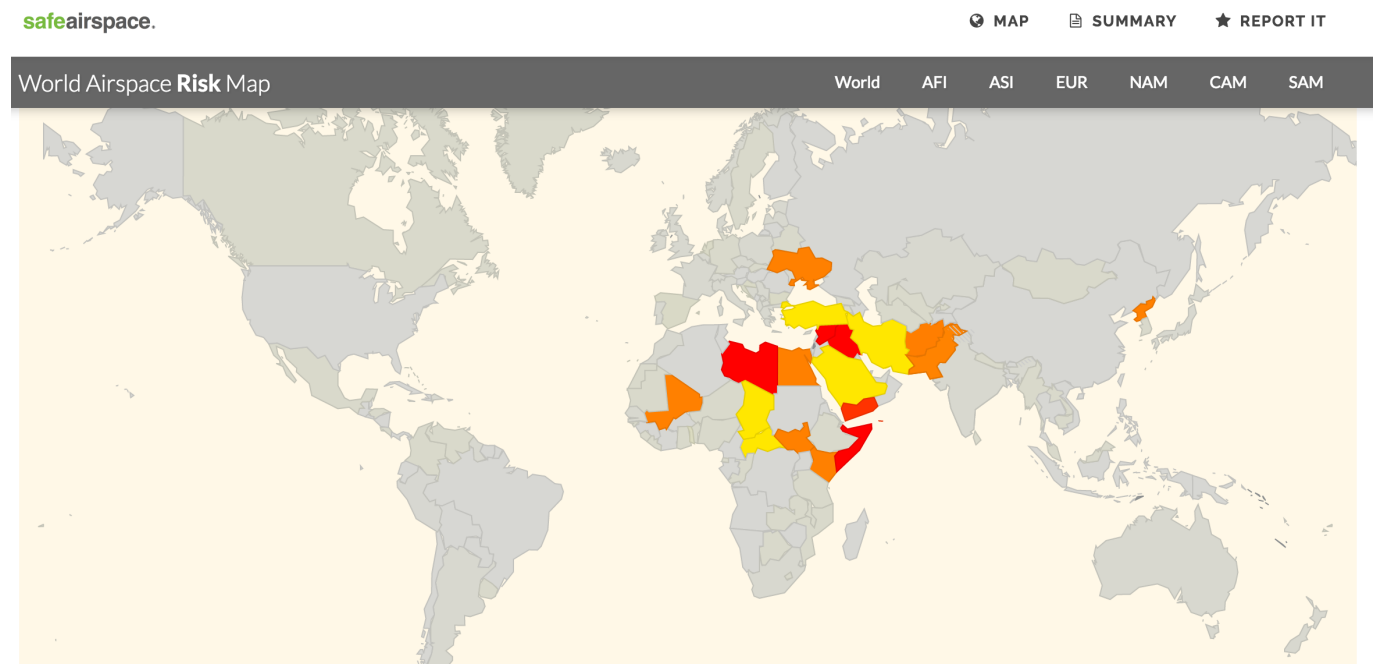 safeairspace.
MAP SUMMARY REPORT IT
World Airspace Risk Map
World AFI ASI EUR NAM CAM SAM